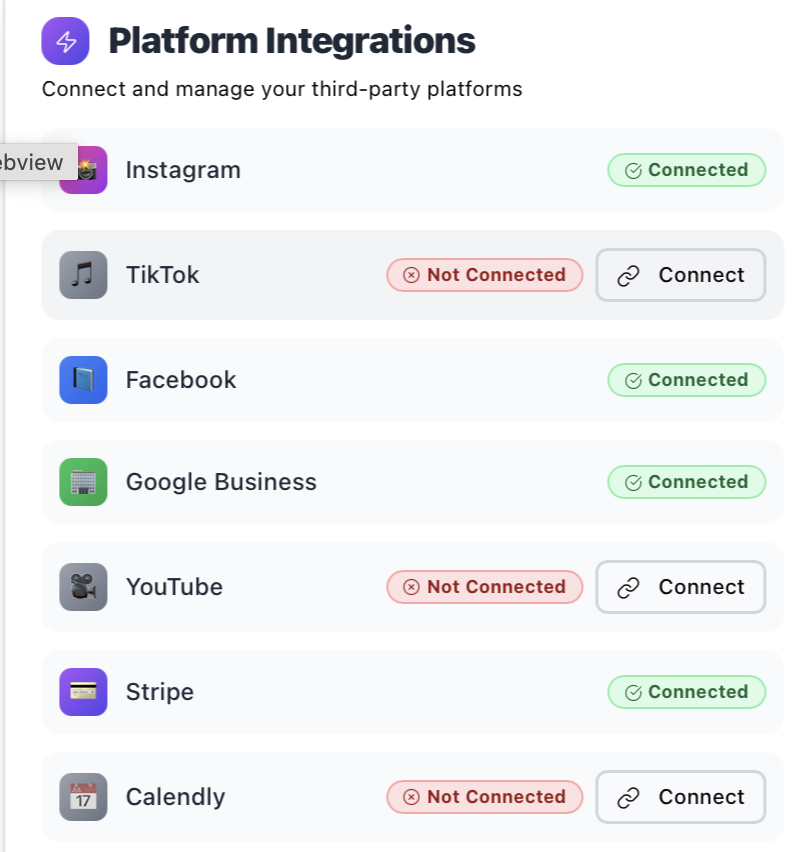 Platform Integrations
Connect and manage your third-party platforms
ebview
Instagram
Connected
TikTok
Not Connected
Connect
Facebook
Connected
Google Business
Connected
YouTube
Not Connected
Connect
Stripe
Connected
Calendly
17
Not Connected
Connect